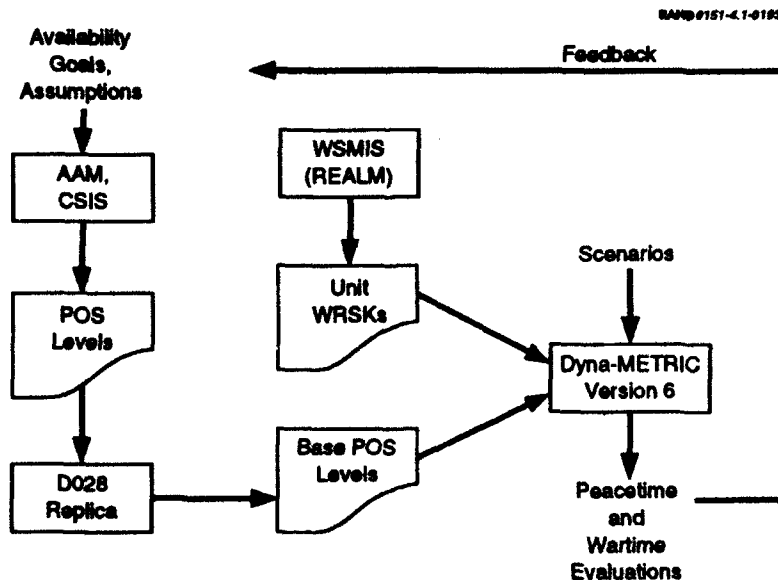 Availability
Goals,
Assumptions
Feedback
AAM,
CSIS
WSMIS
(REALM)
POS
Levels
Unit
WRSKs
Scenarios
Dyna-METRIC
Version 6
D028
Replica
Base POS
Levels
Peacetime
and
Wartime
Evaluations